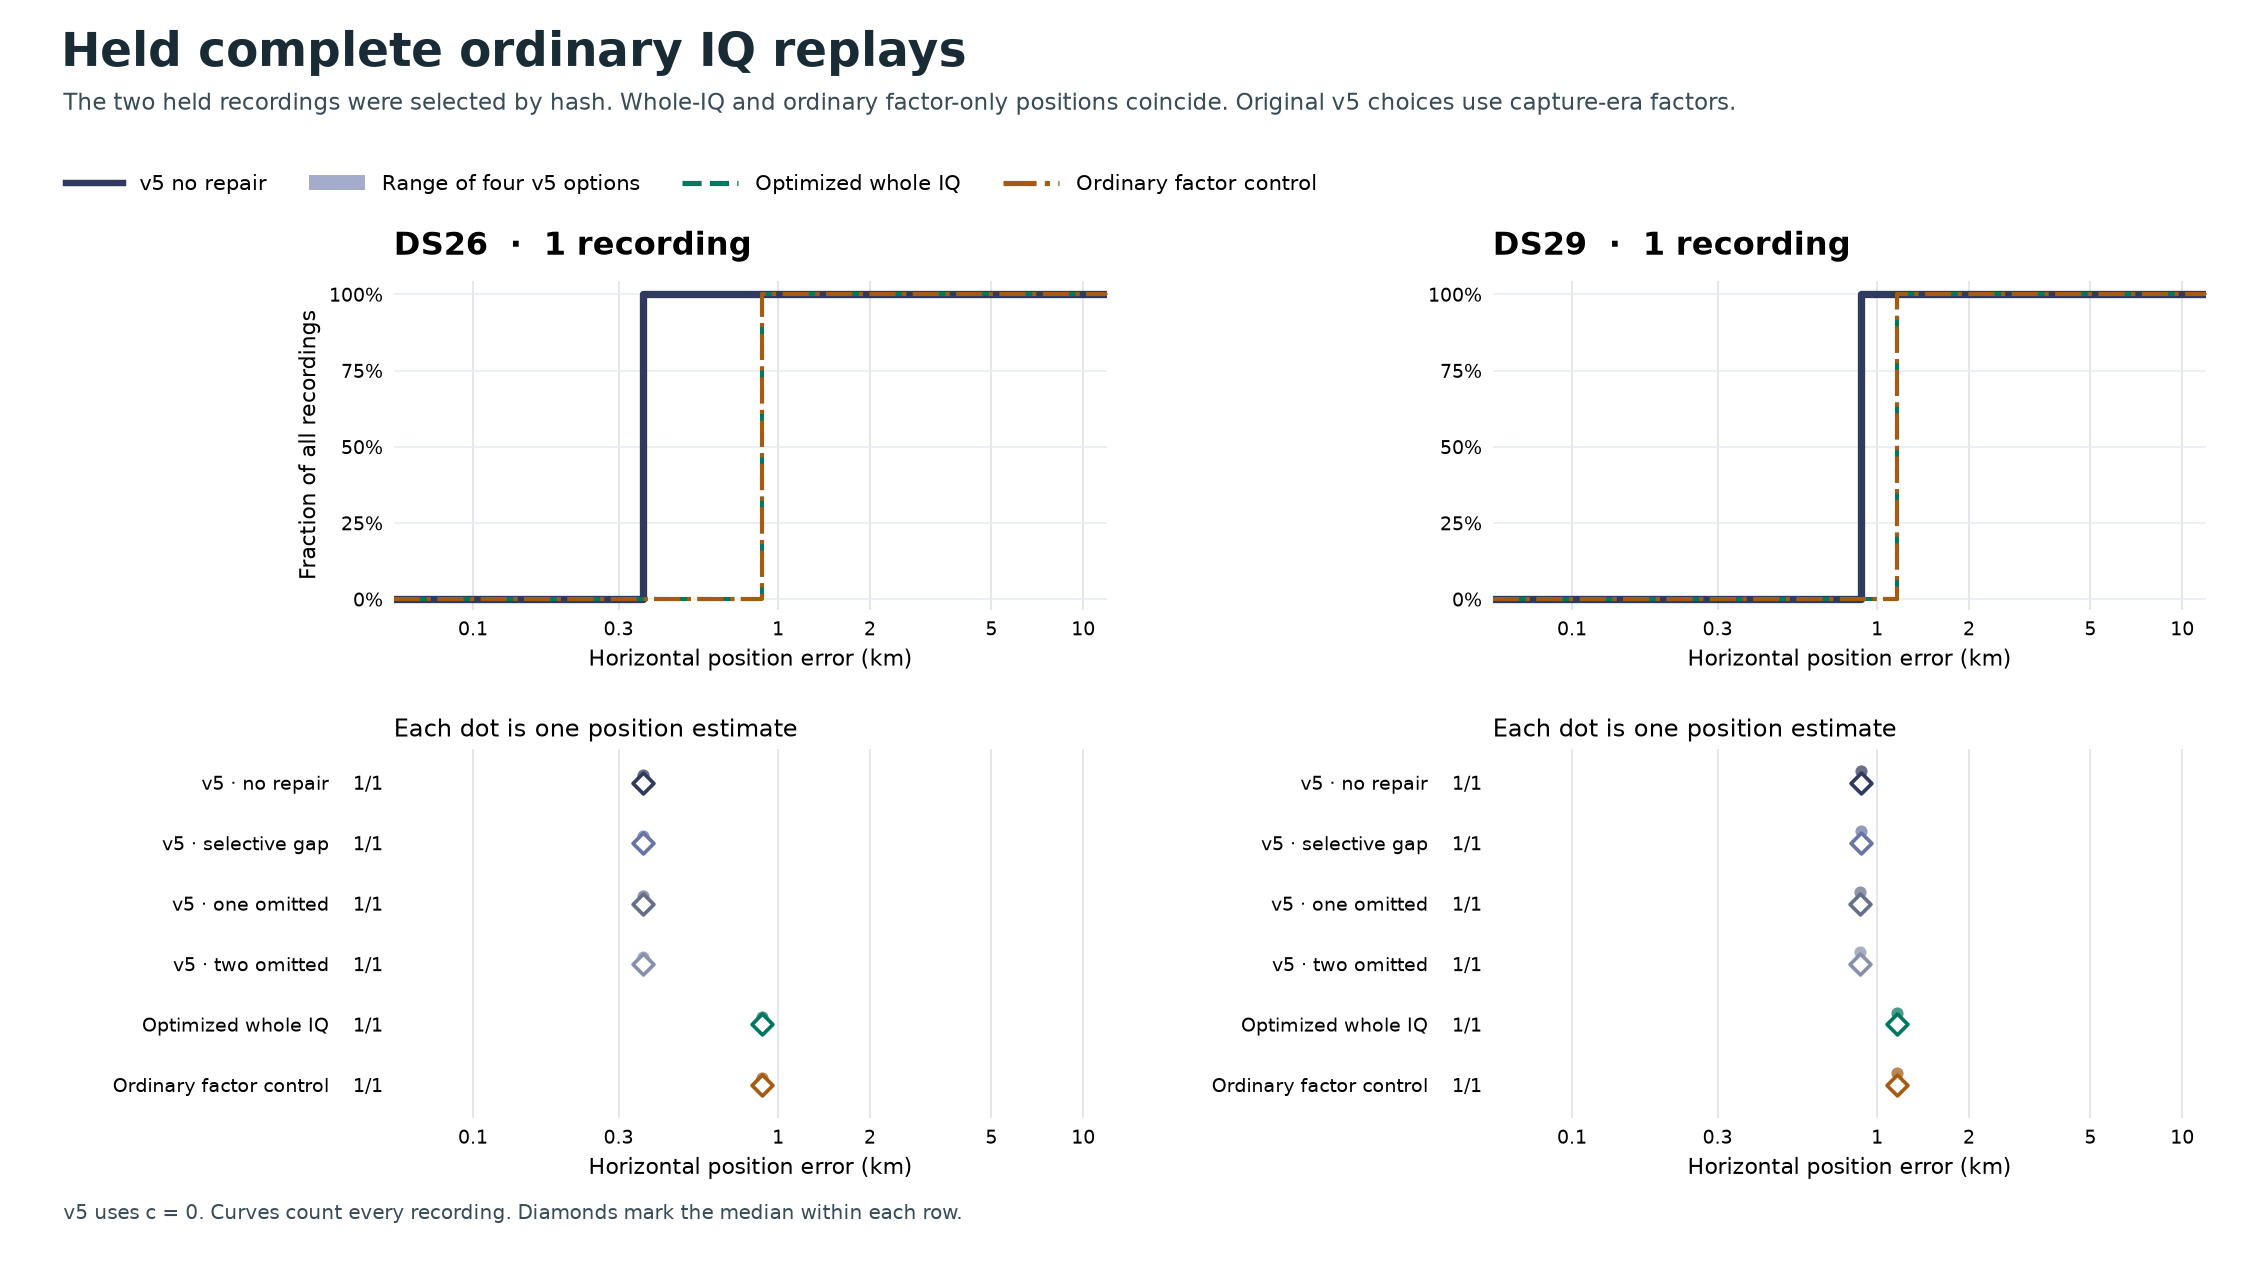 Held complete ordinary IQ replays
The two held recordings were selected by hash. Whole-IQ and ordinary factor-only positions coincide. Original v5 choices use capture-era factors.
v5 no repair
Range of four v5 options
Optimized whole IQ
Ordinary factor control
DS26 · 1 recording
Fraction of all recordings
100%
75%
50%
25%
0%
0.1 0.3 1 2 5 10
Horizontal position error (km)
DS29 · 1 recording
100%
75%
50%
25%
0%
0.1 0.3 1 2 5 10
Horizontal position error (km)
Each dot is one position estimate
v5 · no repair 1/1
v5 · selective gap 1/1
v5 · one omitted 1/1
v5 · two omitted 1/1
Optimized whole IQ 1/1
Ordinary factor control 1/1
0.1 0.3 1 2 5 10
Horizontal position error (km)
Each dot is one position estimate
v5 · no repair 1/1
v5 · selective gap 1/1
v5 · one omitted 1/1
v5 · two omitted 1/1
Optimized whole IQ 1/1
Ordinary factor control 1/1
0.1 0.3 1 2 5 10
Horizontal position error (km)
v5 uses c = 0. Curves count every recording. Diamonds mark the median within each row.